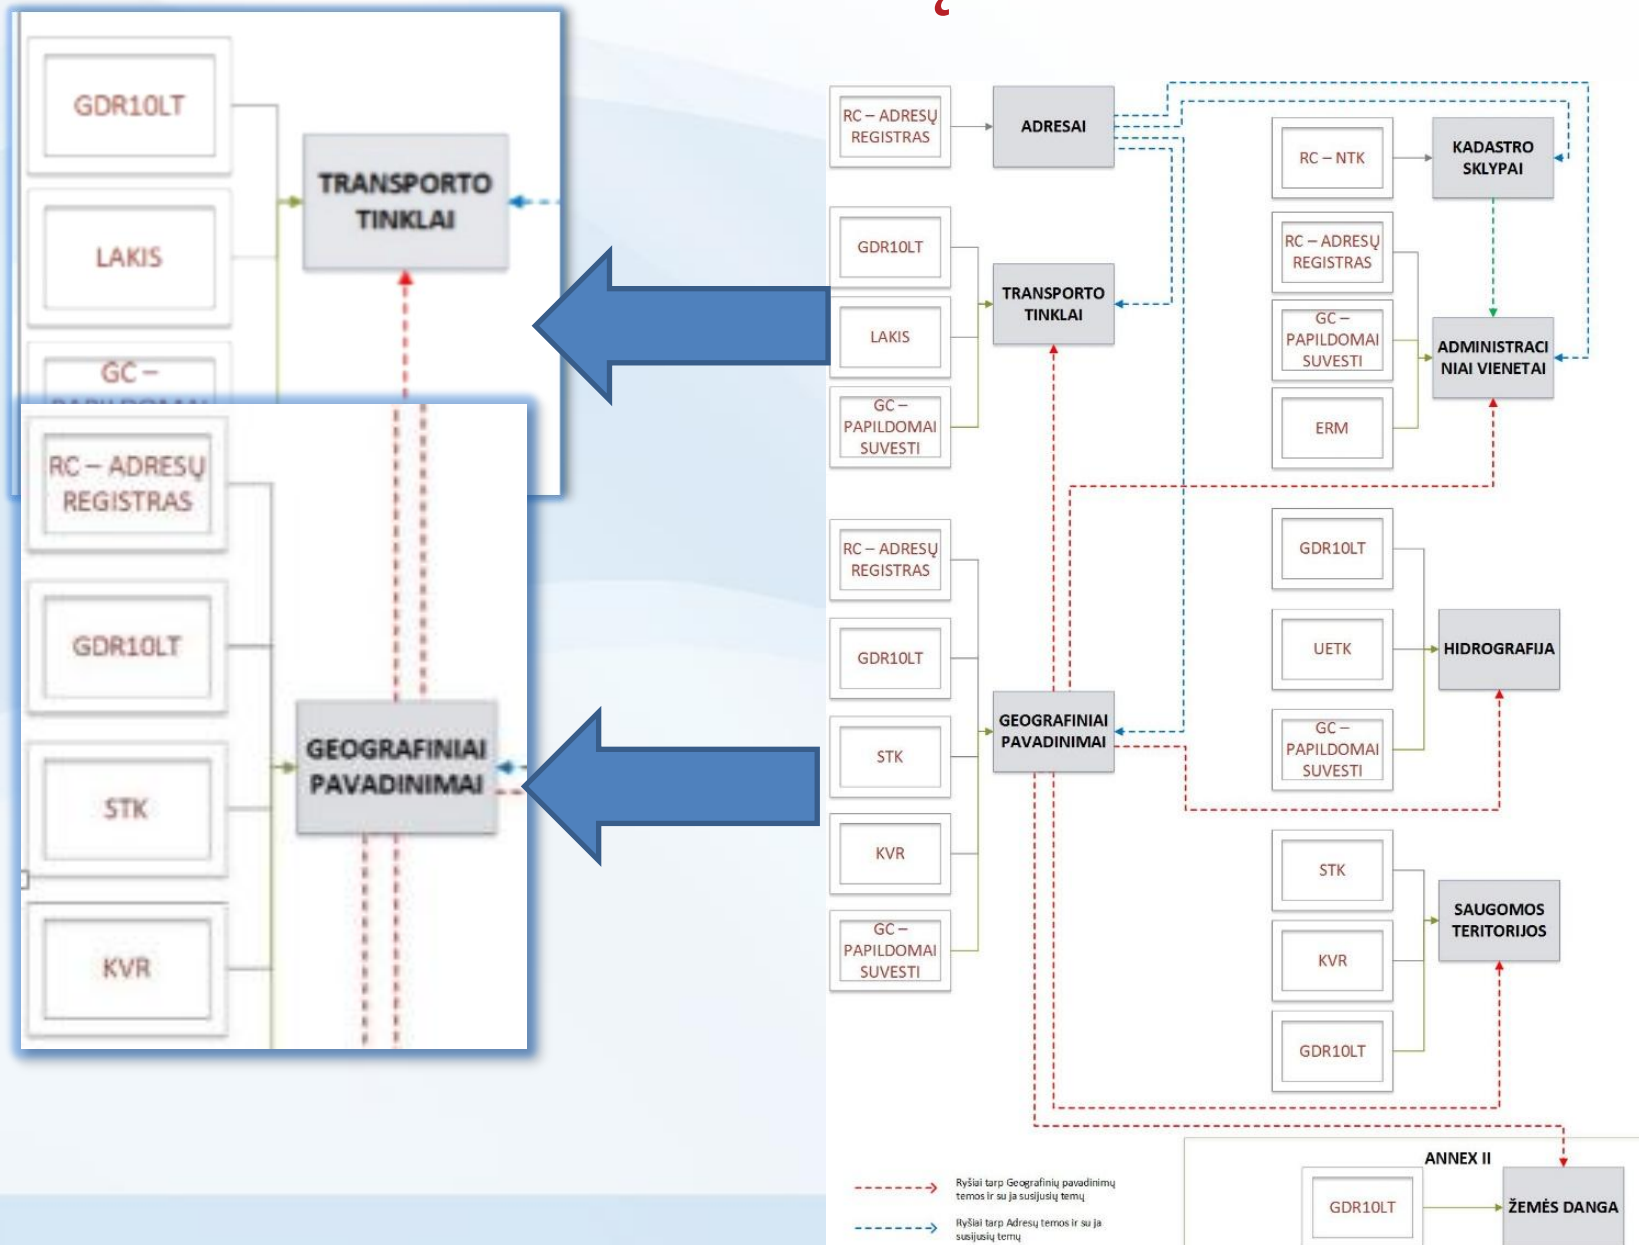 GDR10LT
LAKIS
GC –
TRANSPORTO
TINKLAI
RC – ADRESŲ
REGISTRAS
GDR10LT
STK
KVR
GEOGRAFINIAI
PAVADINIMAI
RC – ADRESŲ
REGISTRAS
ADRESAI
GDR10LT
LAKIS
GC –
PAPILDOMAI
SUVESTI
TRANSPORTO
TINKLAI
RC – ADRESŲ
REGISTRAS
GDR10LT
STK
KVR
GC –
PAPILDOMAI
SUVESTI
GEOGRAFINIAI
PAVADINIMAI
RC – NTK
KADASTRO
SKLYPAI
RC – ADRESŲ
REGISTRAS
GC –
PAPILDOMAI
SUVESTI
ERM
ADMINISTRACI
NIAI VIENETAI
GDR10LT
UETK
GC –
PAPILDOMAI
SUVESTI
HIDROGRAFIJA
STK
KVR
GDR10LT
SAUGOMOS
TERITORIJOS
ANNEX II
GDR10LT
ŽEMĖS DANGA
Ryšiai tarp Geografinių pavadinimų
temos ir su ja susijusių temų
Ryšiai tarp Adresų temos ir su ja
susijusių temų